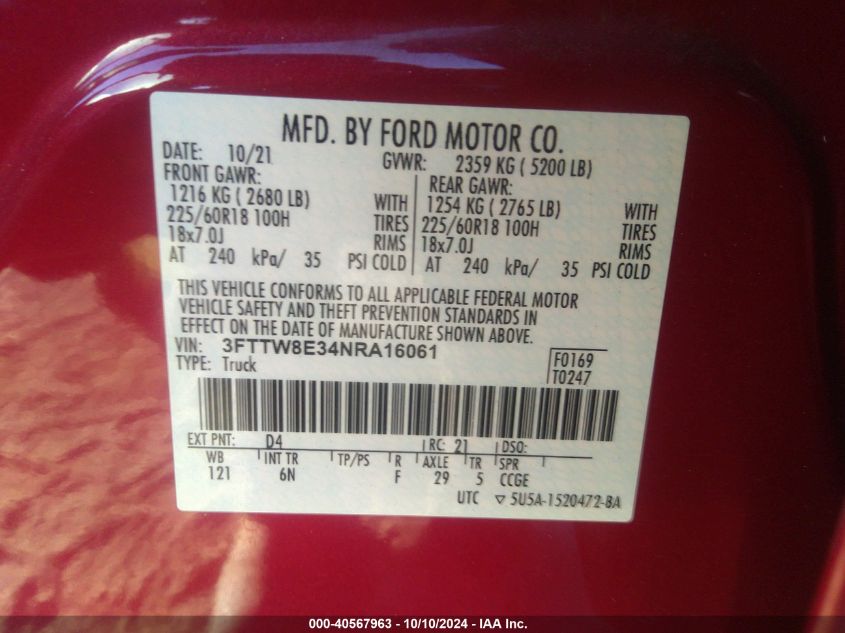 MFD. BY FORD MOTOR CO.
DATE: 10/21 GVWR: 2359 KG ( 5200 LB)
FRONT GAWR: REAR GAWR:
1216 KG ( 2680 LB) WITH 1254 KG ( 2765 LB) WITH
225/60R18 100H TIRES 225/60R18 100H TIRES
18x7.0J RIMS 18x7.0J RIMS
AT 240 kPa/ 35 PSI COLD AT 240 kPa/ 35 PSI COLD
THIS VEHICLE CONFORMS TO ALL APPLICABLE FEDERAL MOTOR
VEHICLE SAFETY AND THEFT PREVENTION STANDARDS IN
EFFECT ON THE DATE OF MANUFACTURE SHOWN ABOVE.
VIN: 3FTTW8E34NRA16061
TYPE: Truck
F0169
T0247
EXT PNT: D4 RC: 21 DSO:
WB INT TR TP/PS R AXLE TR SPR
121 6N F 29 5 CCGE
UTC ▽ 5U5A-1520472-BA
000-40567963 - 10/10/2024 - IAA Inc.